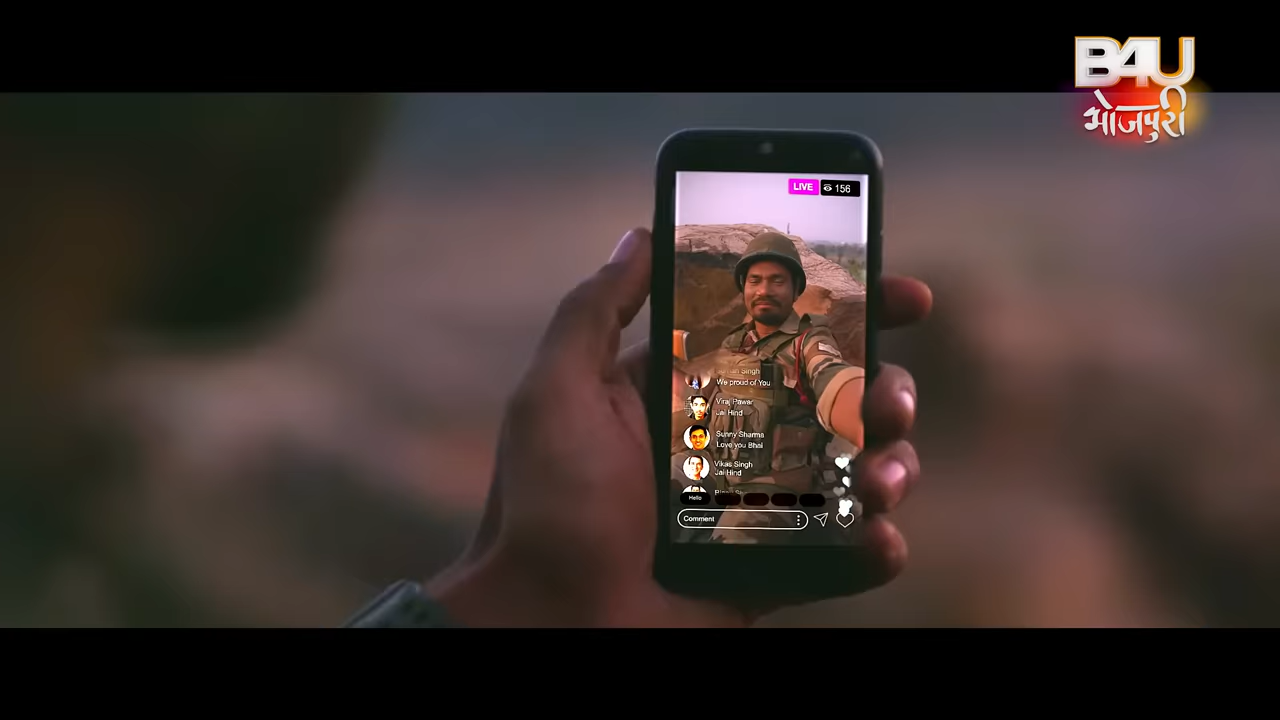 B4U
भोजपुरी
LIVE 156
Singh
We proud of You
Viraj Pawar
Jai Hind
Sunny Sharma
Love you Bhai
Vikas Singh
Jai Hind
Hello
Comment